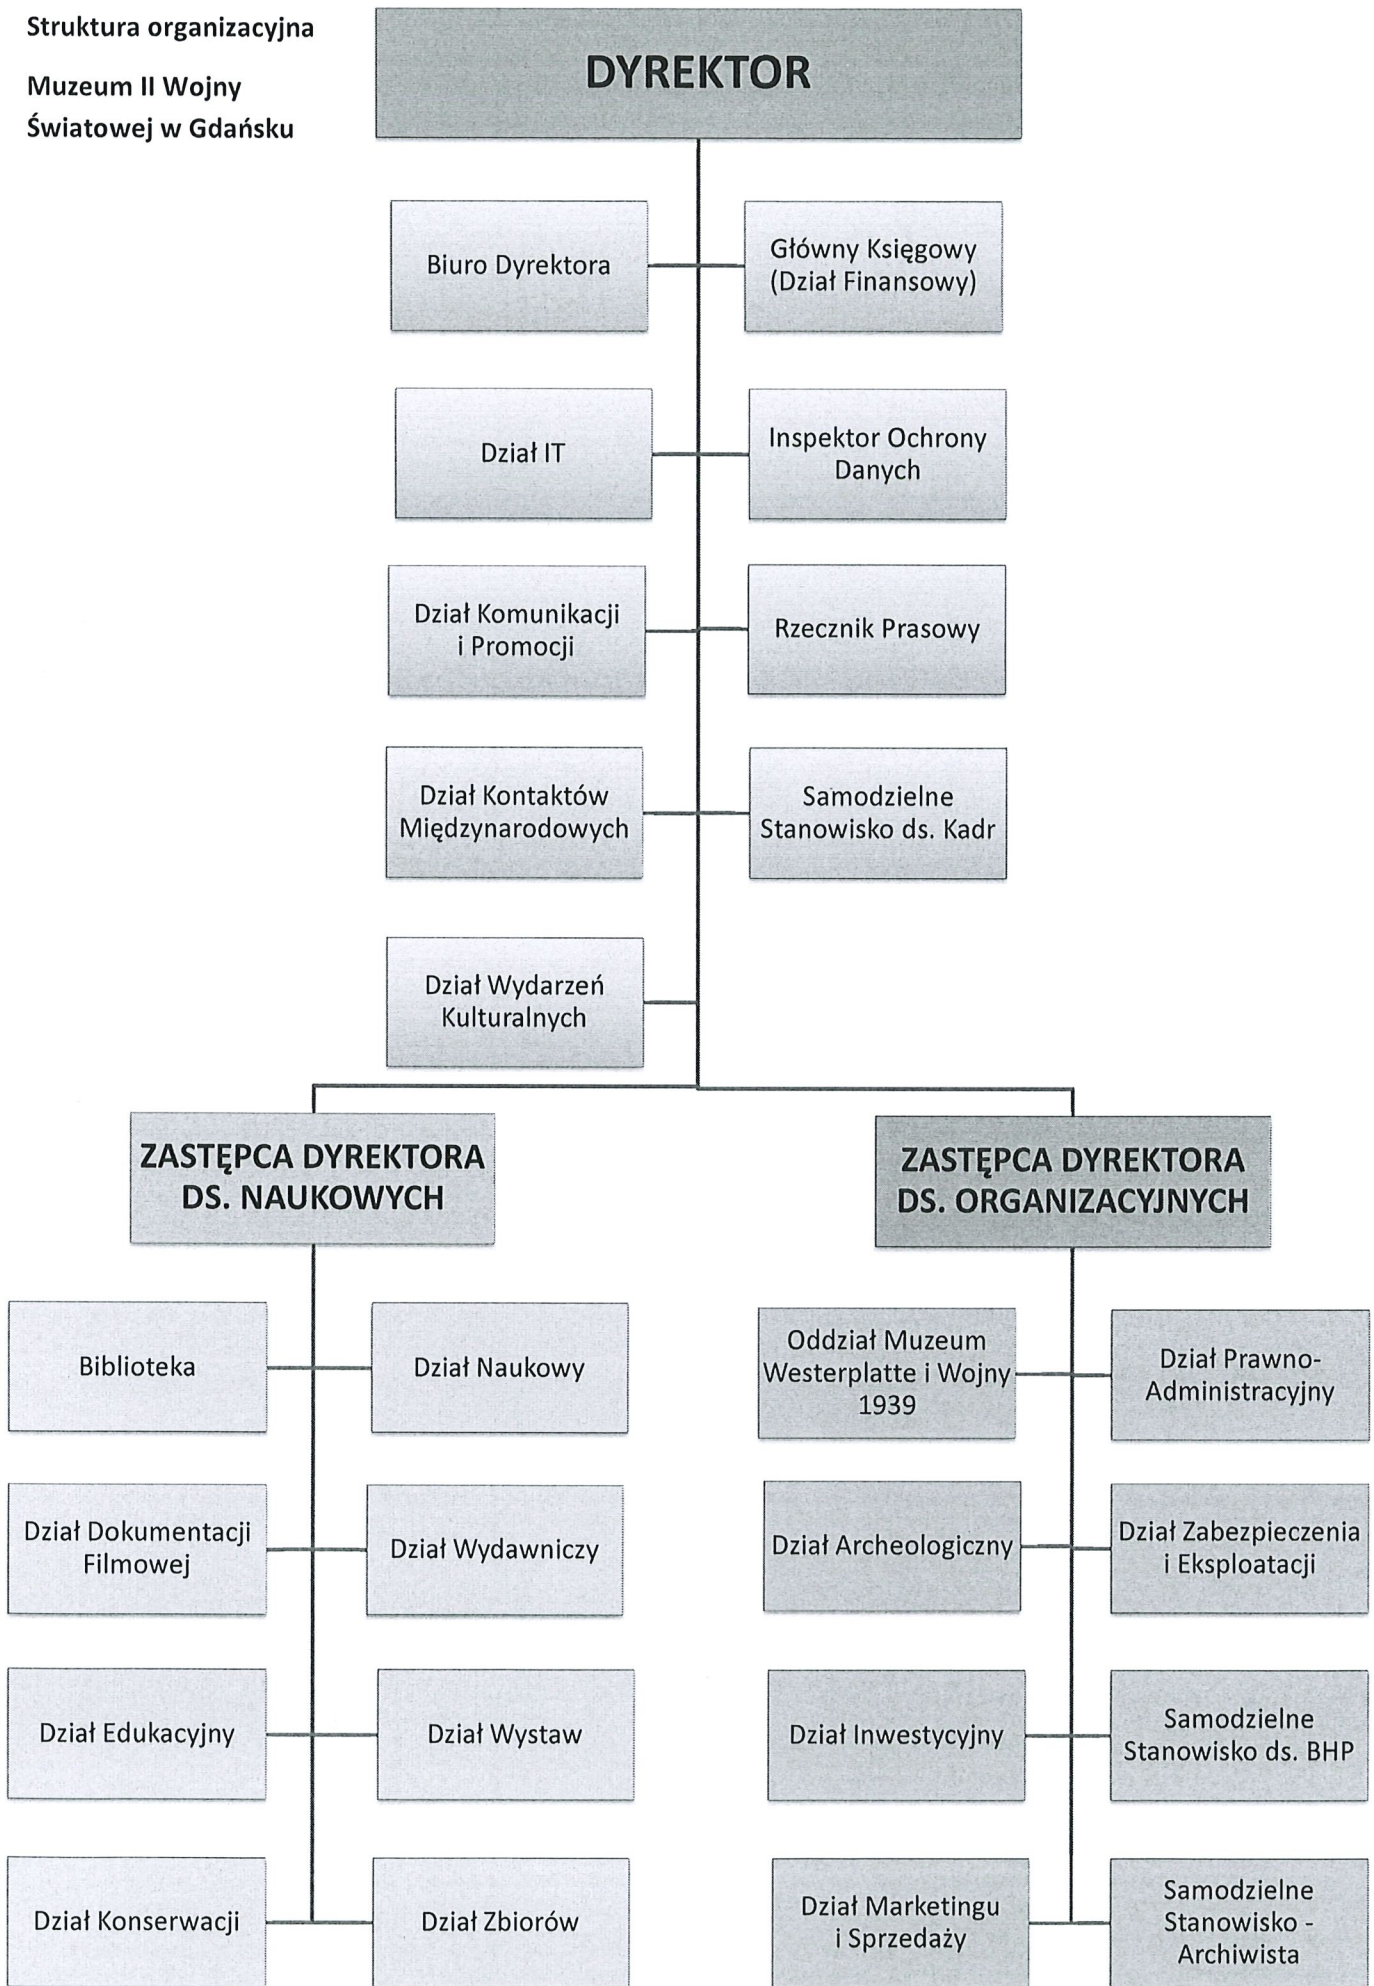 Struktura organizacyjna
Muzeum II Wojny
Światowej w Gdańsku
DYREKTOR
Biuro Dyrektora
Główny Księgowy
(Dział Finansowy)
Dział IT
Inspektor Ochrony
Danych
Dział Komunikacji
i Promocji
Rzecznik Prasowy
Dział Kontaktów
Międzynarodowych
Samodzielne
Stanowisko ds. Kadr
Dział Wydarzeń
Kulturalnych
ZASTĘPCA DYREKTORA
DS. NAUKOWYCH
ZASTĘPCA DYREKTORA
DS. ORGANIZACYJNYCH
Biblioteka
Dział Naukowy
Oddział Muzeum
Westerplatte i Wojny
1939
Dział Prawno-
Administracyjny
Dział Dokumentacji
Filmowej
Dział Wydawniczy
Dział Archeologiczny
Dział Zabezpieczenia
i Eksploatacji
Dział Edukacyjny
Dział Wystaw
Dział Inwestycyjny
Samodzielne
Stanowisko ds. BHP
Dział Konserwacji
Dział Zbiorów
Dział Marketingu
i Sprzedaży
Samodzielne
Stanowisko -
Archiwista